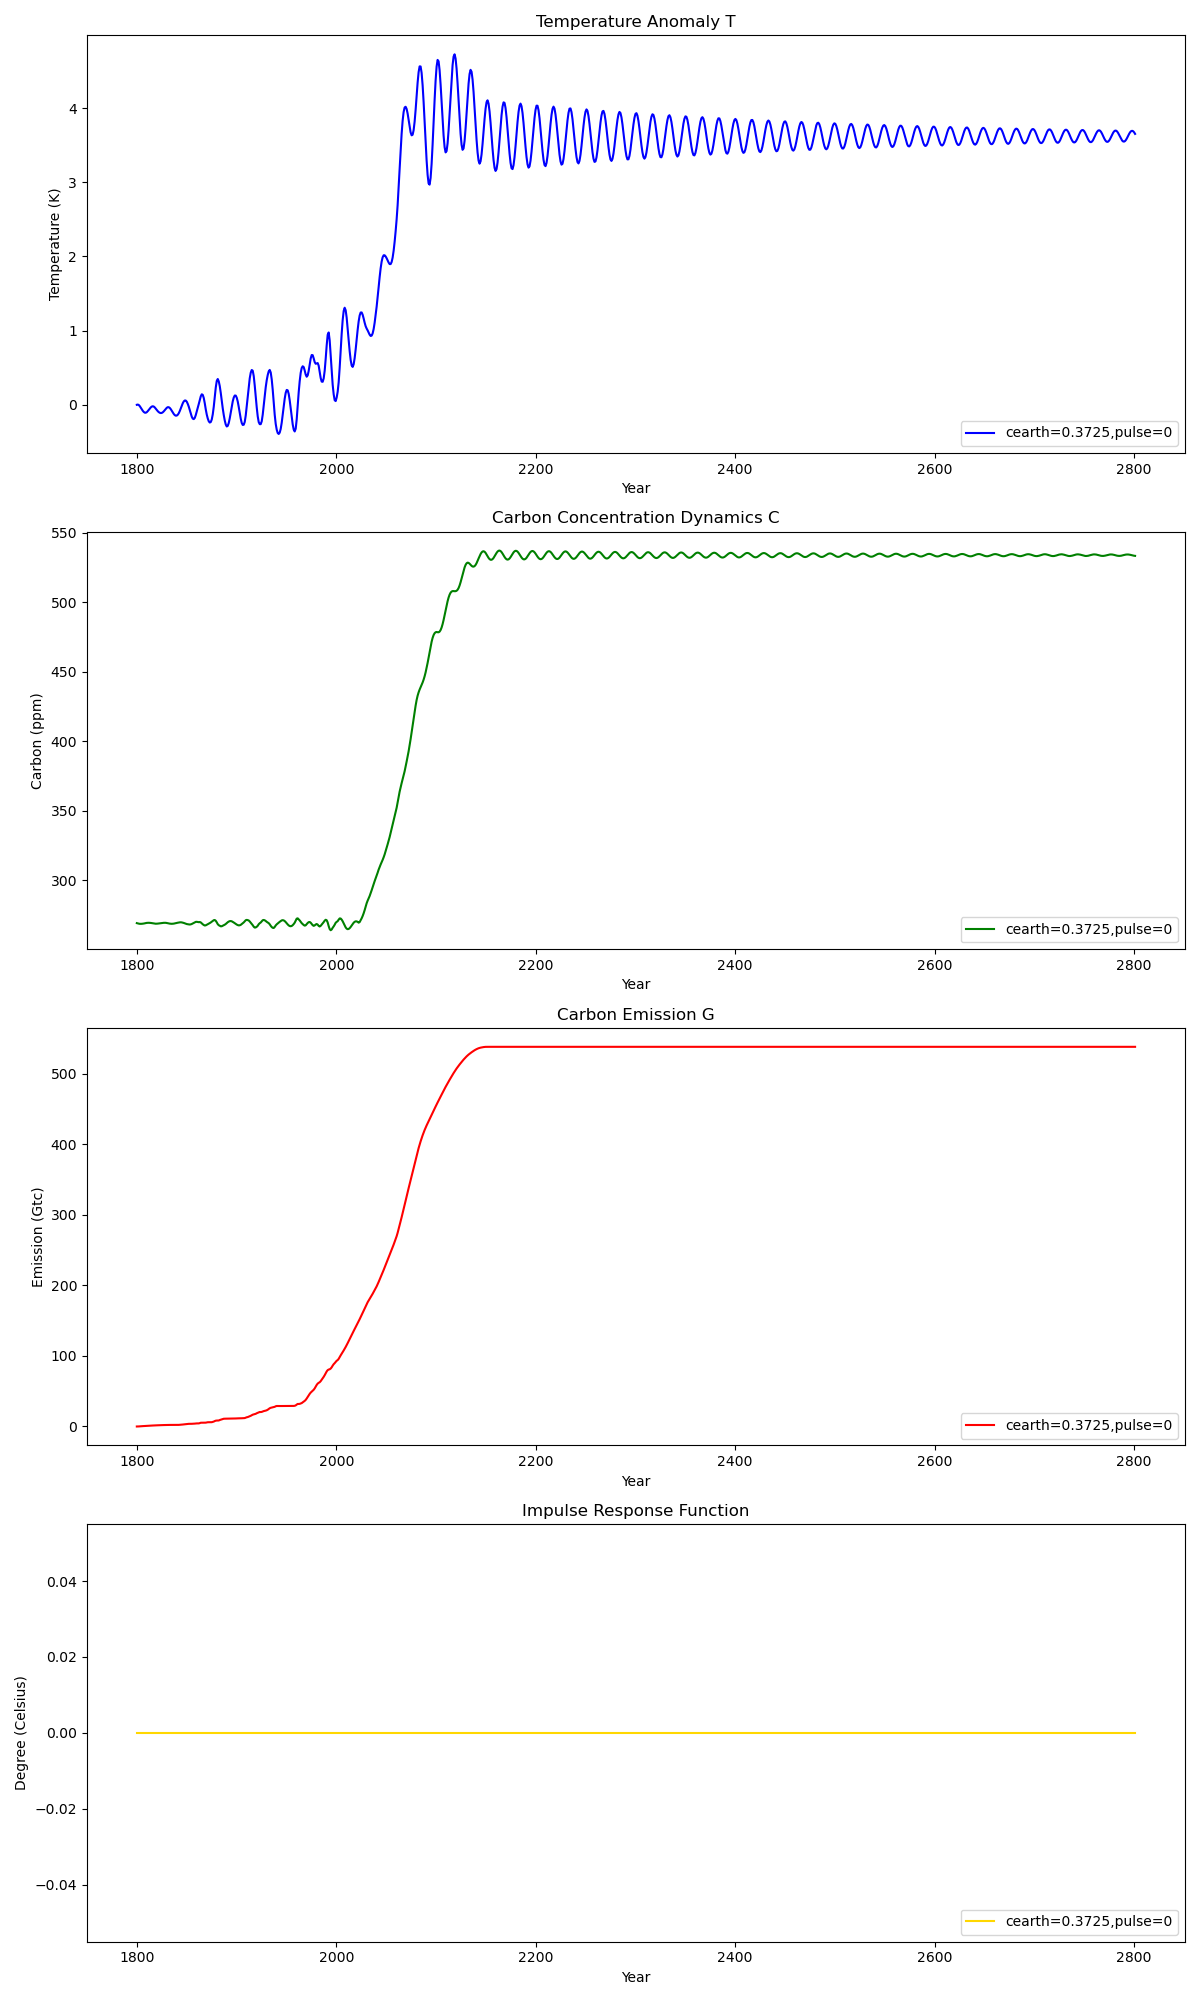 Temperature Anomaly T
Temperature (K)
4
3
2
1
0
cearth=0.3725,pulse=0
1800 2000 2200 2400 2600 2800
Year
Carbon Concentration Dynamics C
Carbon (ppm)
550
500
450
400
350
300
cearth=0.3725,pulse=0
1800 2000 2200 2400 2600 2800
Year
Carbon Emission G
Emission (Gtc)
500
400
300
200
100
0
cearth=0.3725,pulse=0
1800 2000 2200 2400 2600 2800
Year
Impulse Response Function
Degree (Celsius)
0.04
0.02
0.00
−0.02
−0.04
cearth=0.3725,pulse=0
1800 2000 2200 2400 2600 2800
Year